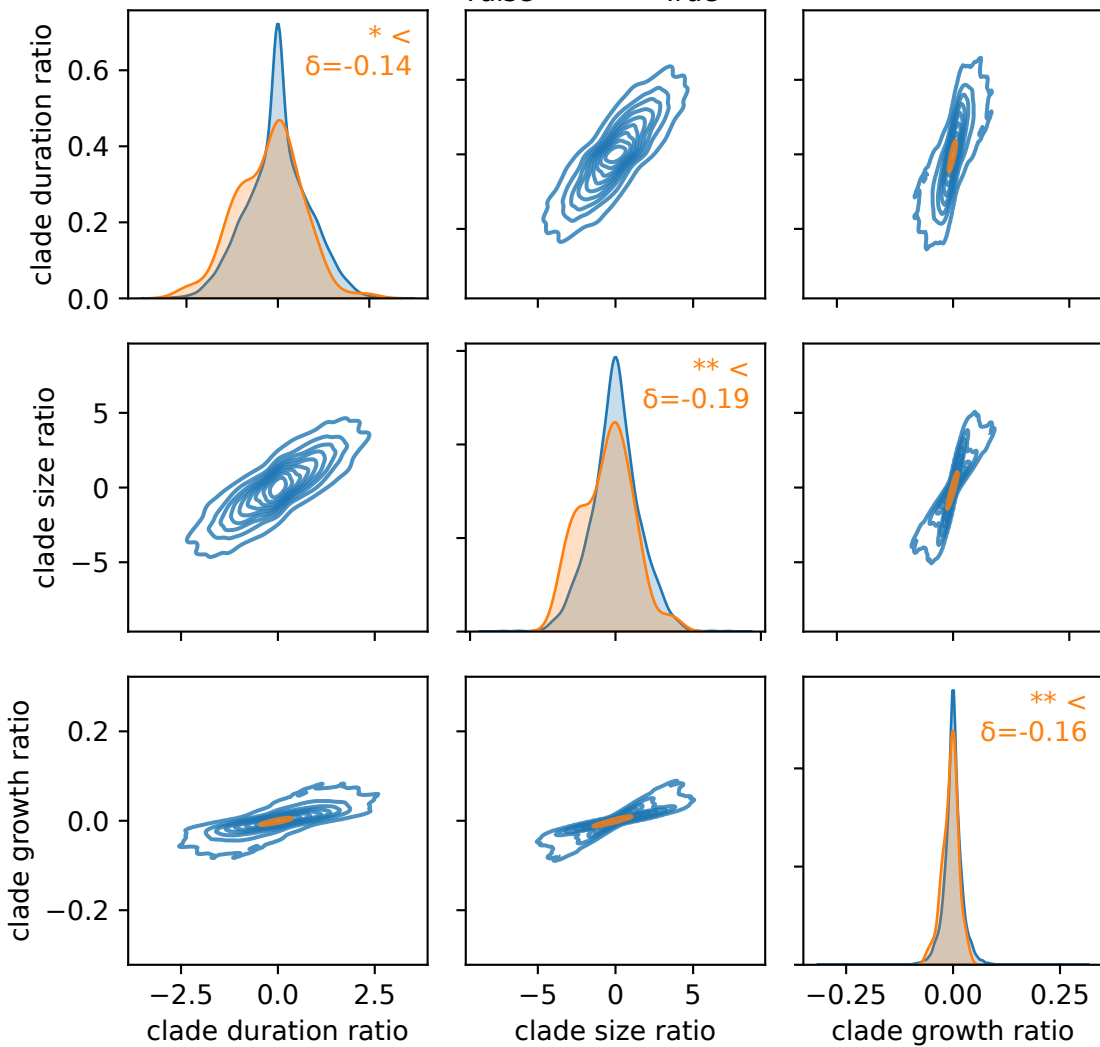 clade duration ratio
0.6
0.4
0.2
0.0
* <
δ=-0.14
clade size ratio
5
0
−5
** <
δ=-0.19
clade growth ratio
0.2
0.0
−0.2
** <
δ=-0.16
−2.5 0.0 2.5
−5 0 5
−0.25 0.00 0.25
clade duration ratio
clade size ratio
clade growth ratio